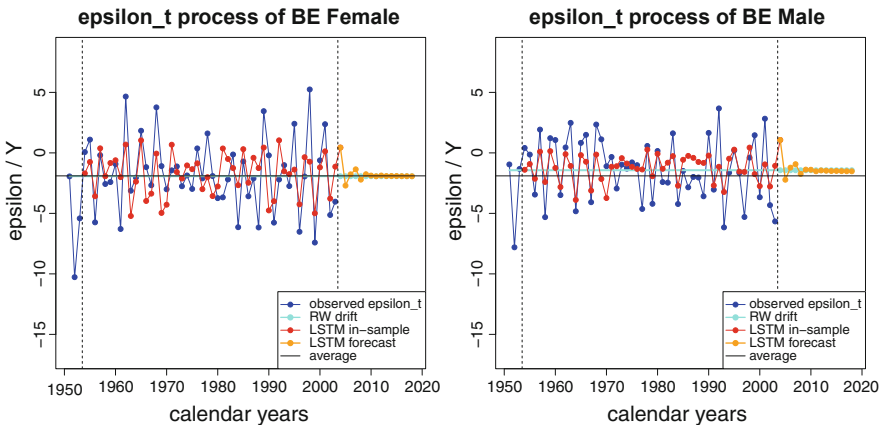 epsilon_t process of BE Female
epsilon / Y
5
0
−5
−10
−15
observed epsilon_t
RW drift
LSTM in-sample
LSTM forecast
average
1950 1960 1970 1980 1990 2000 2010 2020
calendar years
epsilon_t process of BE Male
epsilon / Y
5
0
−5
−10
−15
observed epsilon_t
RW drift
LSTM in-sample
LSTM forecast
average
1950 1960 1970 1980 1990 2000 2010 2020
calendar years